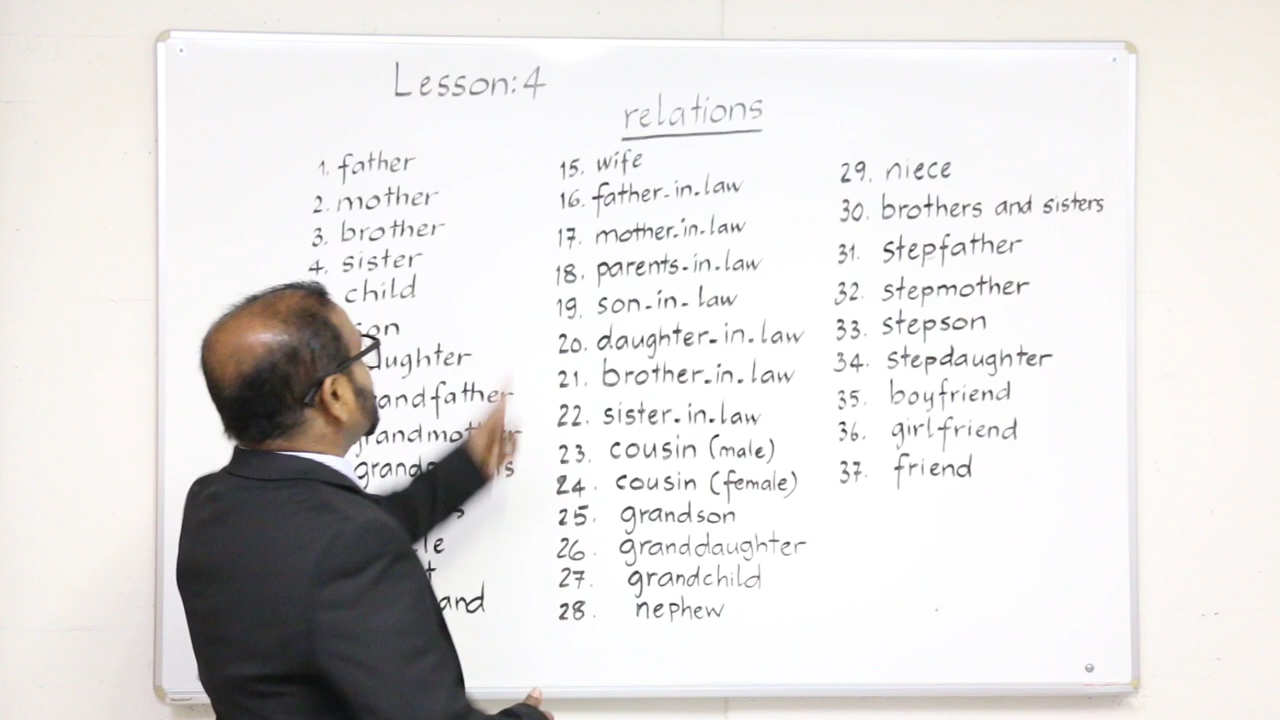 Lesson: 4
relations
1. father
2. mother
3. brother
4. sister
child
15. wife
16. father-in-law
17. mother-in-law
18. parents-in-law
19. son-in-law
20. daughter-in-law
21. brother-in-law
22. sister-in-law
23. cousin (male)
24. cousin (female)
25. grandson
26. granddaughter
27. grandchild
28. nephew
29. niece
30. brothers and sisters
31. stepfather
32. stepmother
33. stepson
34. stepdaughter
35. boyfriend
36. girlfriend
37. friend